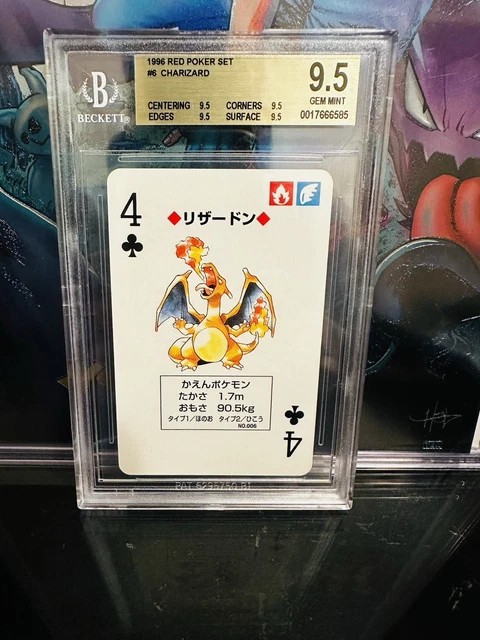 1996 RED POKER SET
#6 CHARIZARD
9.5
GEM MINT
0017666585
CENTERING 9.5 CORNERS 9.5
EDGES 9.5 SURFACE 9.5
B
BECKETT®
4
♣
◆リザードン◆
かえんポケモン
たかさ 1.7m
おもさ 90.5kg
タイプ1/ほのお タイプ2/ひこう
NO.006
♣
4